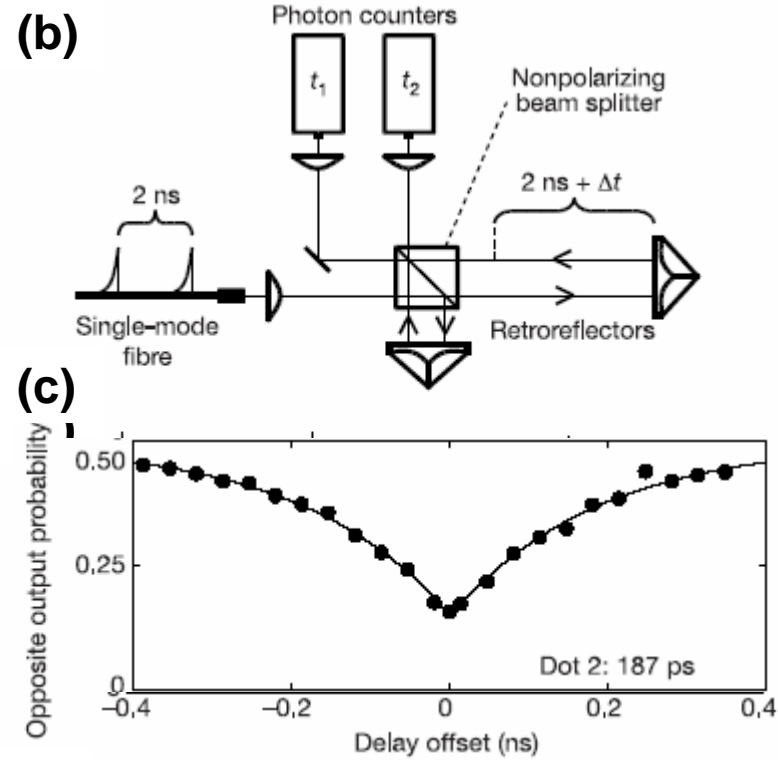 (b)
Photon counters
t1
t2
Nonpolarizing
beam splitter
2 ns
2 ns + Δt
Single-mode
fibre
Retroreflectors
(c)
Opposite output probability
0,50
0,25
0
Dot 2: 187 ps
–0,4
–0,2
0
0,2
0,4
Delay offset (ns)